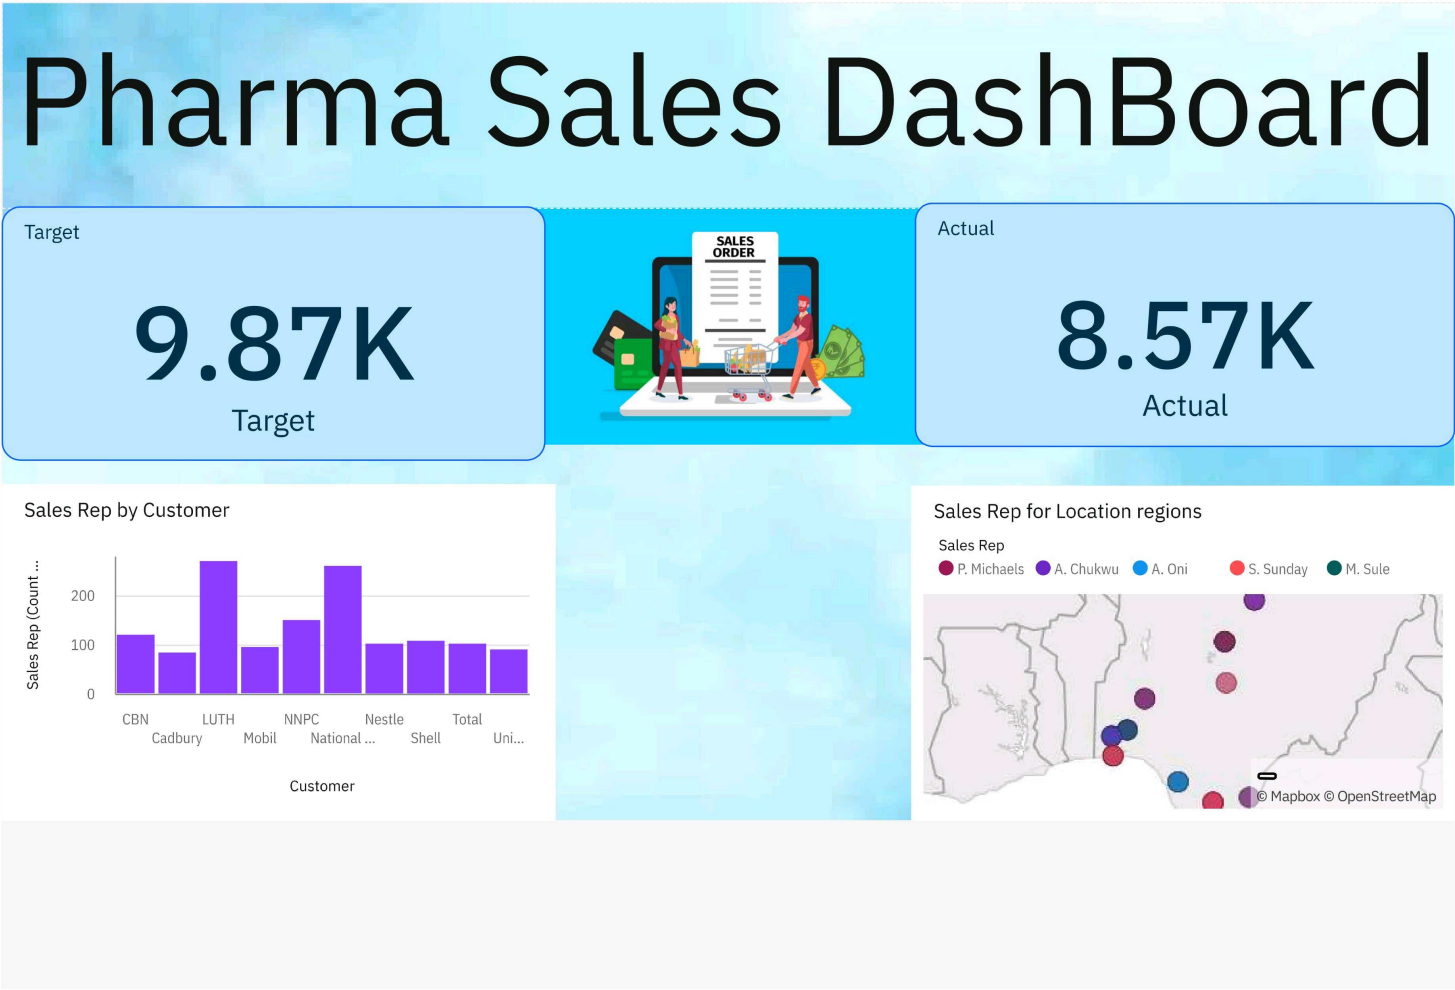 Pharma Sales DashBoard
Target
9.87K
Target
SALES
ORDER
Actual
8.57K
Actual
Sales Rep by Customer
Sales Rep (Count ...
200
100
0
CBN
Cadbury
LUTH
Mobil
NNPC
National ...
Nestle
Shell
Total
Uni...
Customer
Sales Rep for Location regions
Sales Rep
P. Michaels A. Chukwu A. Oni S. Sunday M. Sule
© Mapbox © OpenStreetMap